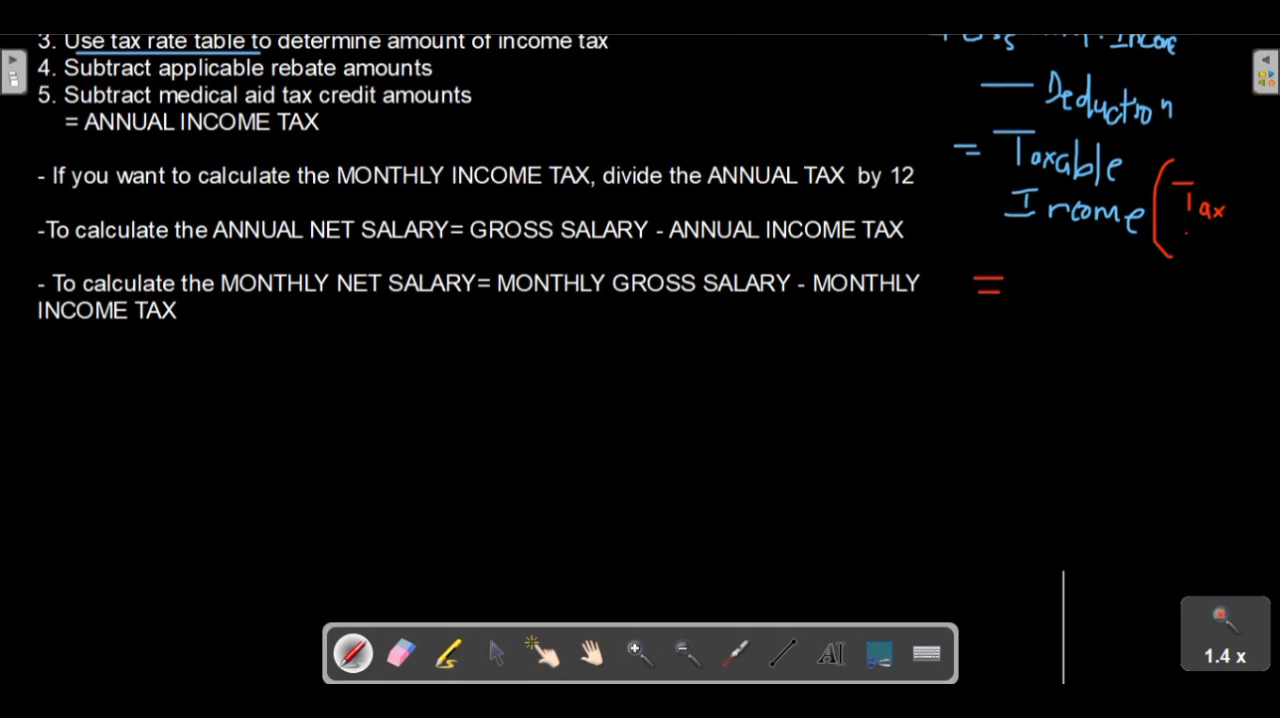 3. Use tax rate table to determine amount of income tax
4. Subtract applicable rebate amounts
5. Subtract medical aid tax credit amounts
= ANNUAL INCOME TAX
- If you want to calculate the MONTHLY INCOME TAX, divide the ANNUAL TAX by 12
-To calculate the ANNUAL NET SALARY= GROSS SALARY - ANNUAL INCOME TAX
- To calculate the MONTHLY NET SALARY= MONTHLY GROSS SALARY - MONTHLY
INCOME TAX
Income
— Deduction
= Taxable
Income ( Tax
=
AI
1.4 x